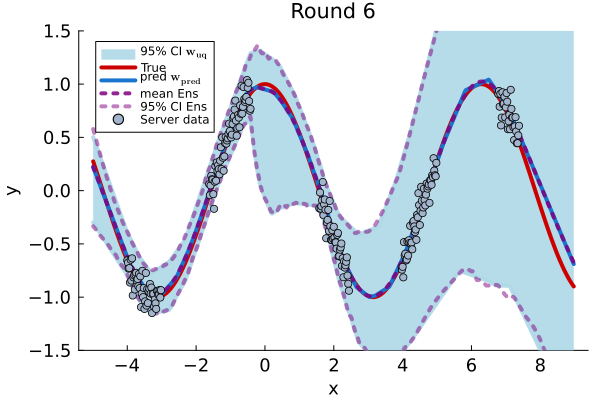 Round 6
95% CI w_uq
True
pred w_pred
mean Ens
95% CI Ens
Server data
y
1.5
1.0
0.5
0.0
−0.5
−1.0
−1.5
−4 −2 0 2 4 6 8
x